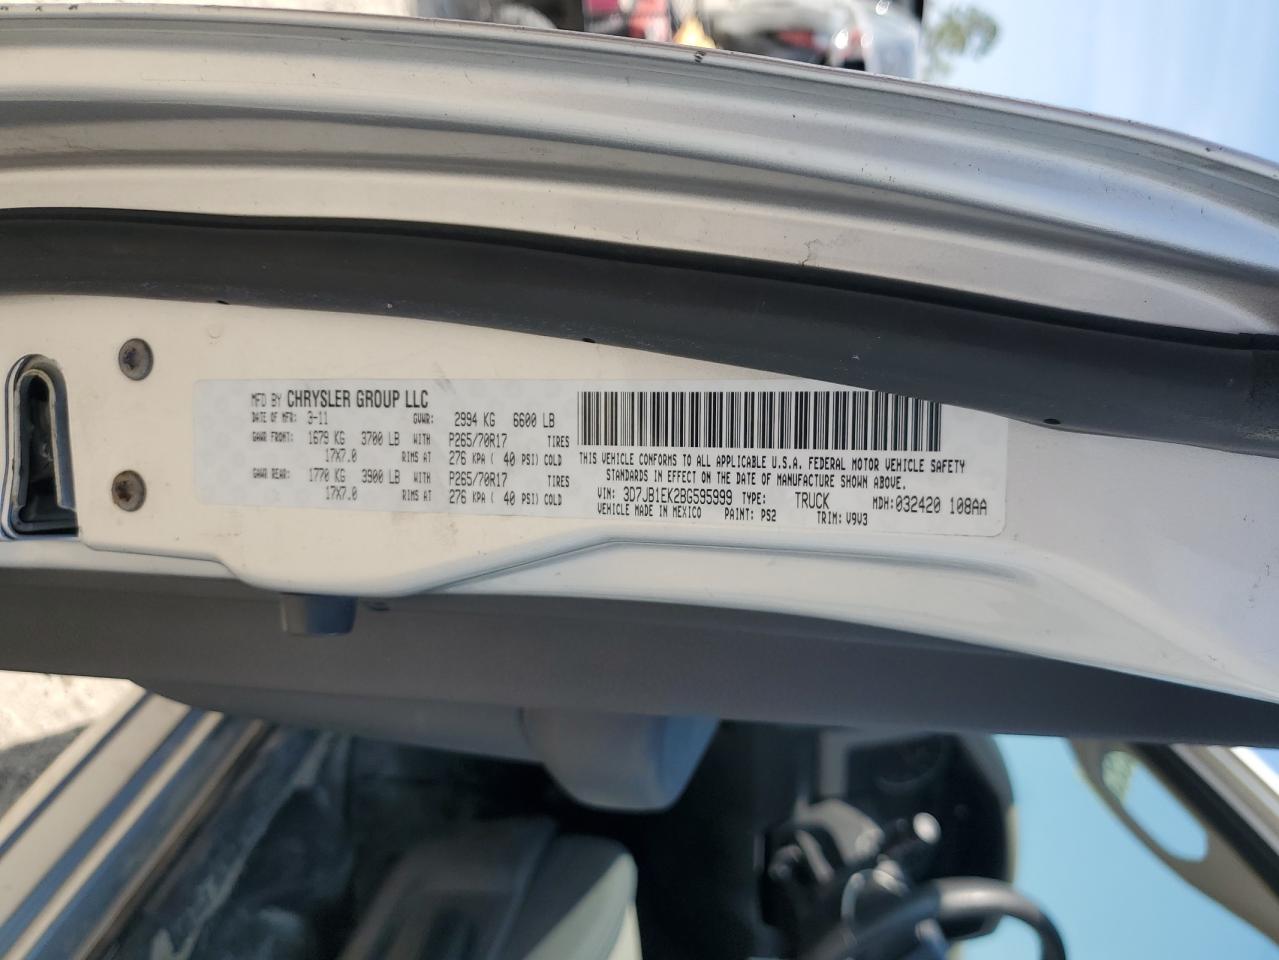 MFD BY CHRYSLER GROUP LLC
DATE OF MFR: 3-11 GVWR: 2994 KG 6600 LB
GAWR FRONT: 1679 KG 3700 LB WITH P265/70R17 TIRES
17X7.0 RIMS AT 276 KPA ( 40 PSI) COLD
GAWR REAR: 1770 KG 3900 LB WITH P265/70R17 TIRES
17X7.0 RIMS AT 276 KPA ( 40 PSI) COLD
THIS VEHICLE CONFORMS TO ALL APPLICABLE U.S.A. FEDERAL MOTOR VEHICLE SAFETY
STANDARDS IN EFFECT ON THE DATE OF MANUFACTURE SHOWN ABOVE.
VIN: 3D7JB1EK2BG595999 TYPE: TRUCK MDH: 032420 108AA
VEHICLE MADE IN MEXICO PAINT: PS2 TRIM: V9V3